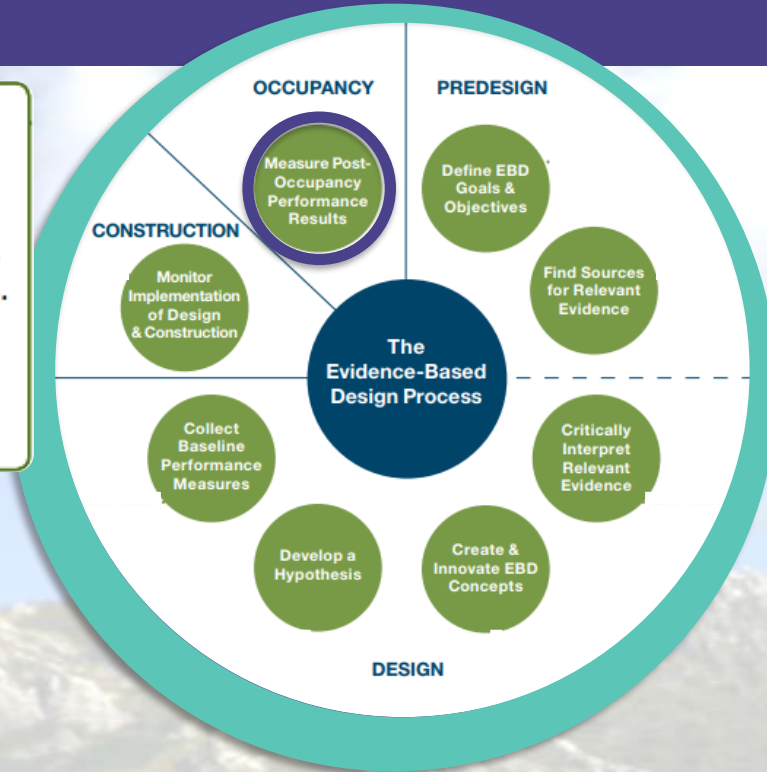 OCCUPANCY
Measure Post-
Occupancy
Performance
Results
PREDESIGN
Define EBD
Goals &
Objectives
Find Sources
for Relevant
Evidence
CONSTRUCTION
Monitor
Implementation
of Design
& Construction
The
Evidence-Based
Design Process
Collect
Baseline
Performance
Measures
Critically
Interpret
Relevant
Evidence
Develop a
Hypothesis
Create &
Innovate EBD
Concepts
DESIGN